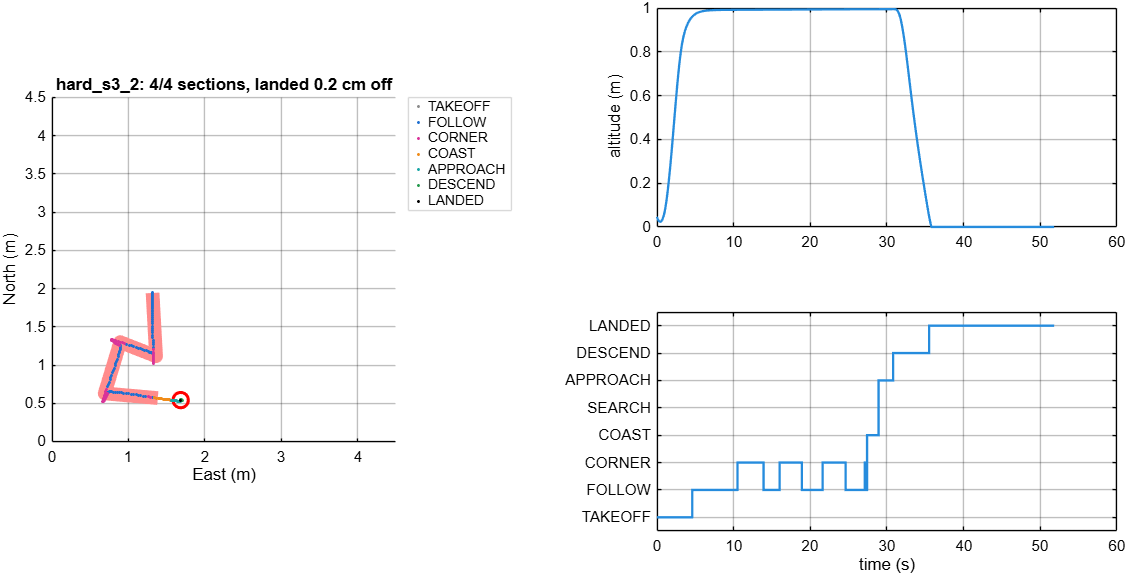 hard_s3_2: 4/4 sections, landed 0.2 cm off
4.5
4
3.5
3
2.5
2
1.5
1
0.5
0
North (m)
0 1 2 3 4
East (m)
TAKEOFF
FOLLOW
CORNER
COAST
APPROACH
DESCEND
LANDED
1
0.8
0.6
0.4
0.2
0
altitude (m)
0 10 20 30 40 50 60
LANDED
DESCEND
APPROACH
SEARCH
COAST
CORNER
FOLLOW
TAKEOFF
0 10 20 30 40 50 60
time (s)